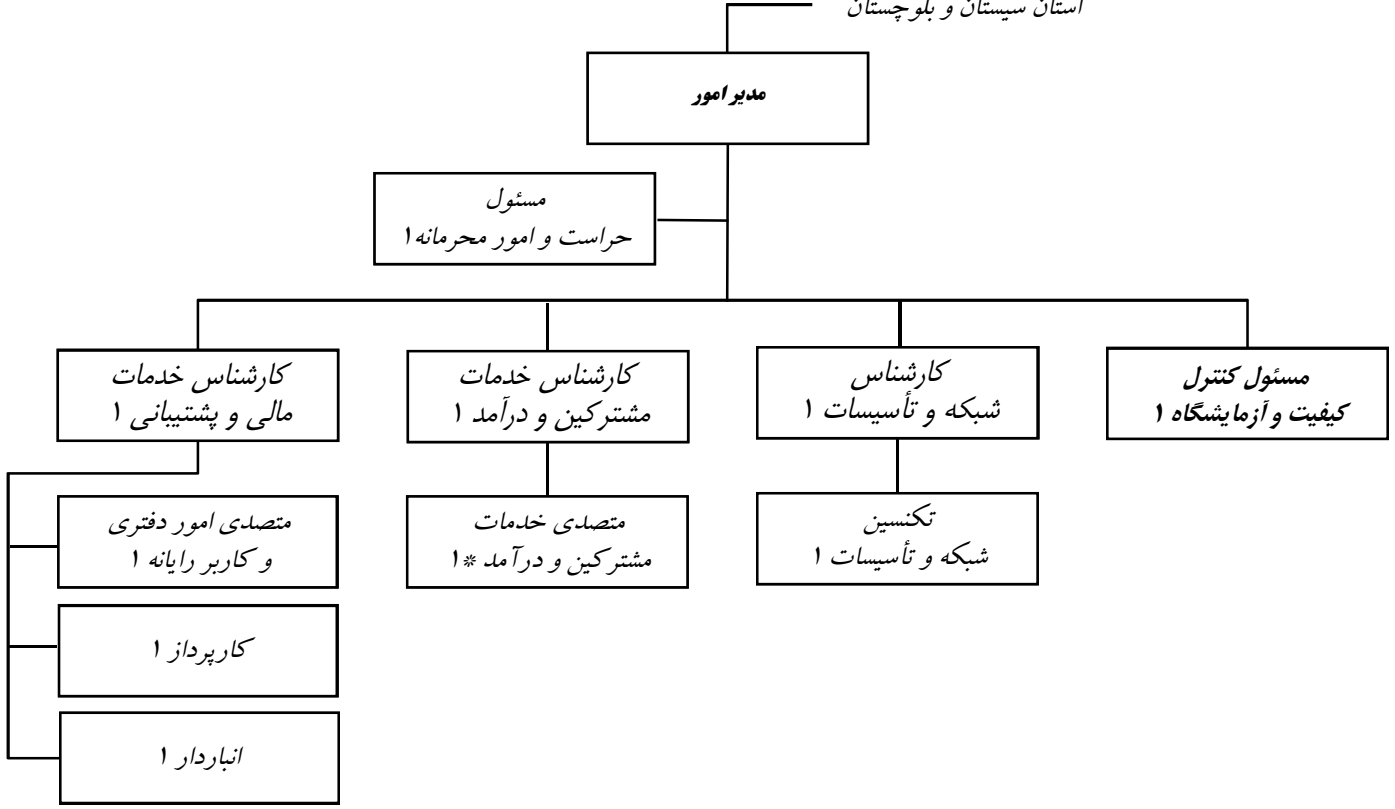 استان سیستان و بلوچستان
مدیر امور
مسئول
حراست و امور محرمانه ۱
مسئول کنترل
کیفیت و آزمایشگاه ۱
کارشناس
شبکه و تأسیسات ۱
کارشناس خدمات
مشترکین و درآمد ۱
کارشناس خدمات
مالی و پشتیبانی ۱
تکنسین
شبکه و تأسیسات ۱
متصدی خدمات
مشترکین و درآمد *۱
متصدی امور دفتری
و کاربر رایانه ۱
کارپرداز ۱
انباردار ۱